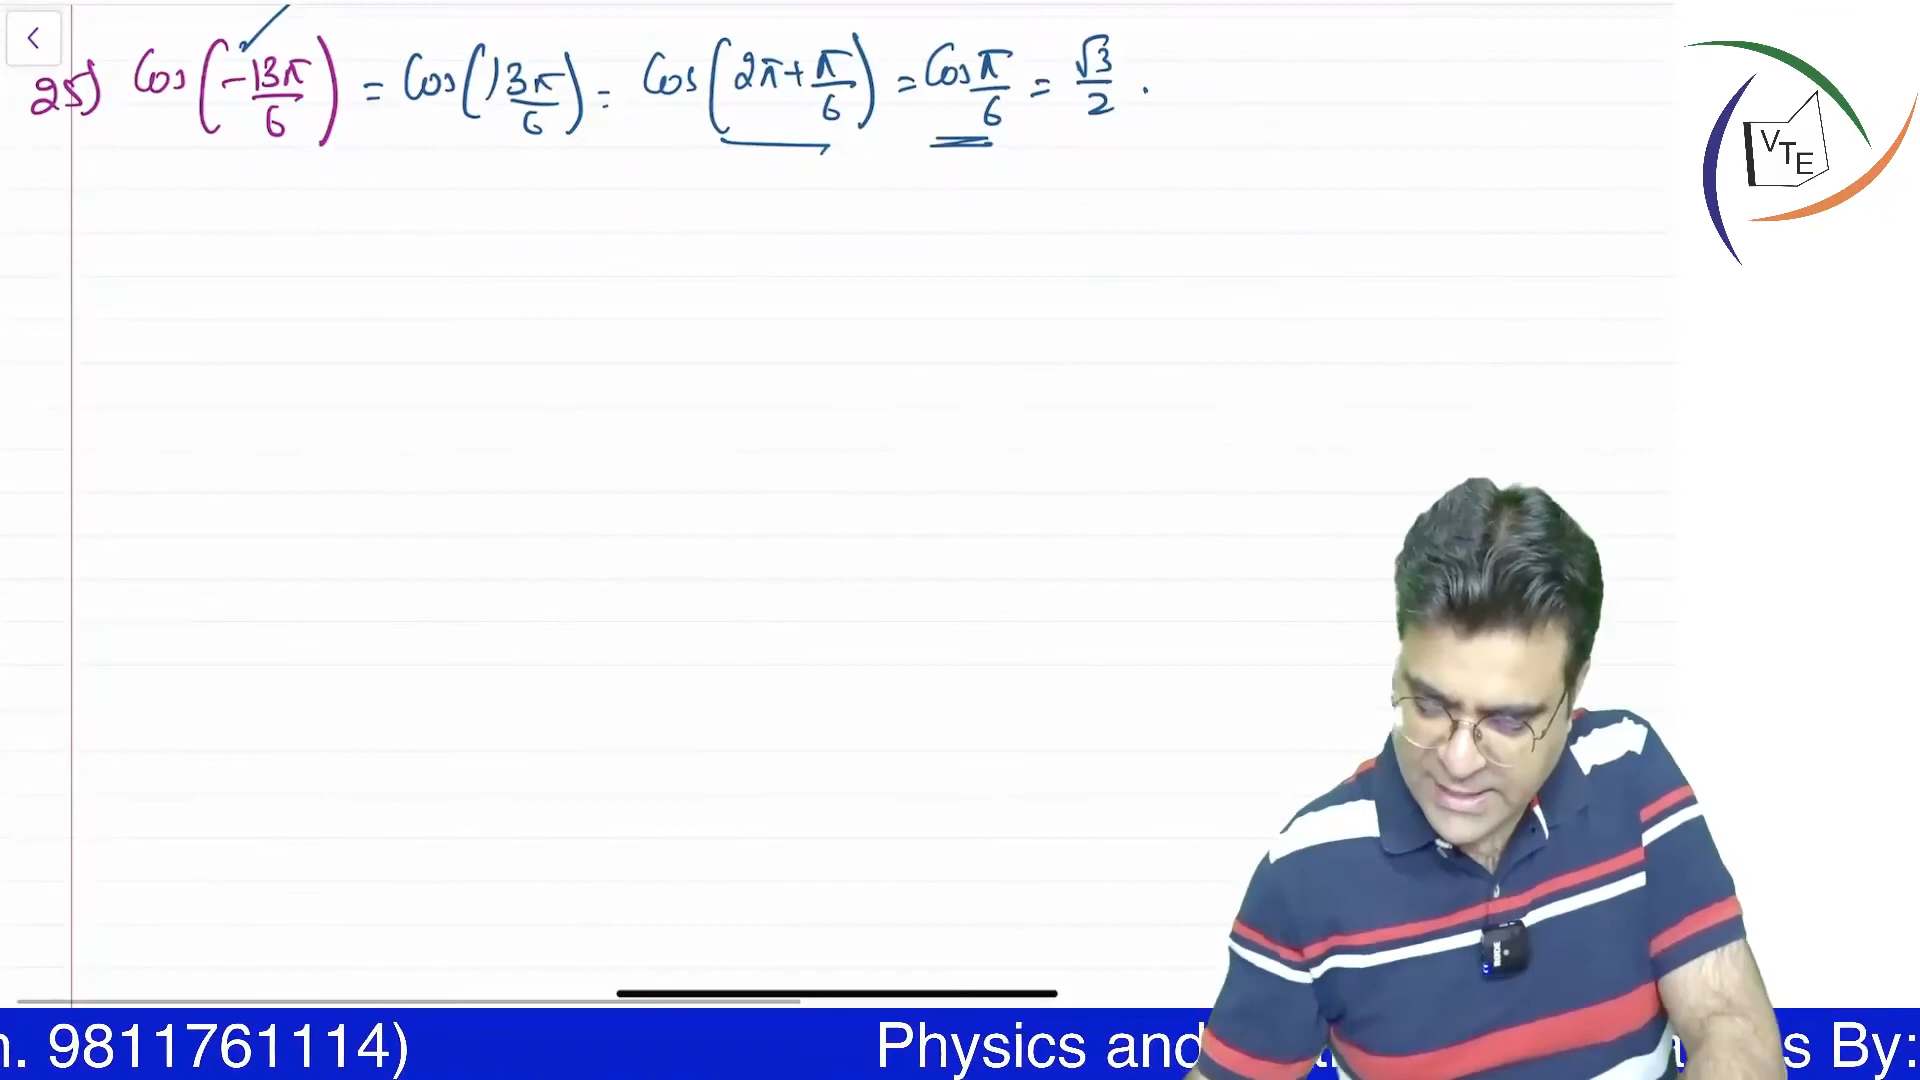 25) Cos(-13π/6) = Cos(13π/6) = Cos(2π+π/6) = Cos π/6 = √3/2 .
VTE
RODE
. 9811761114) Physics and s By: